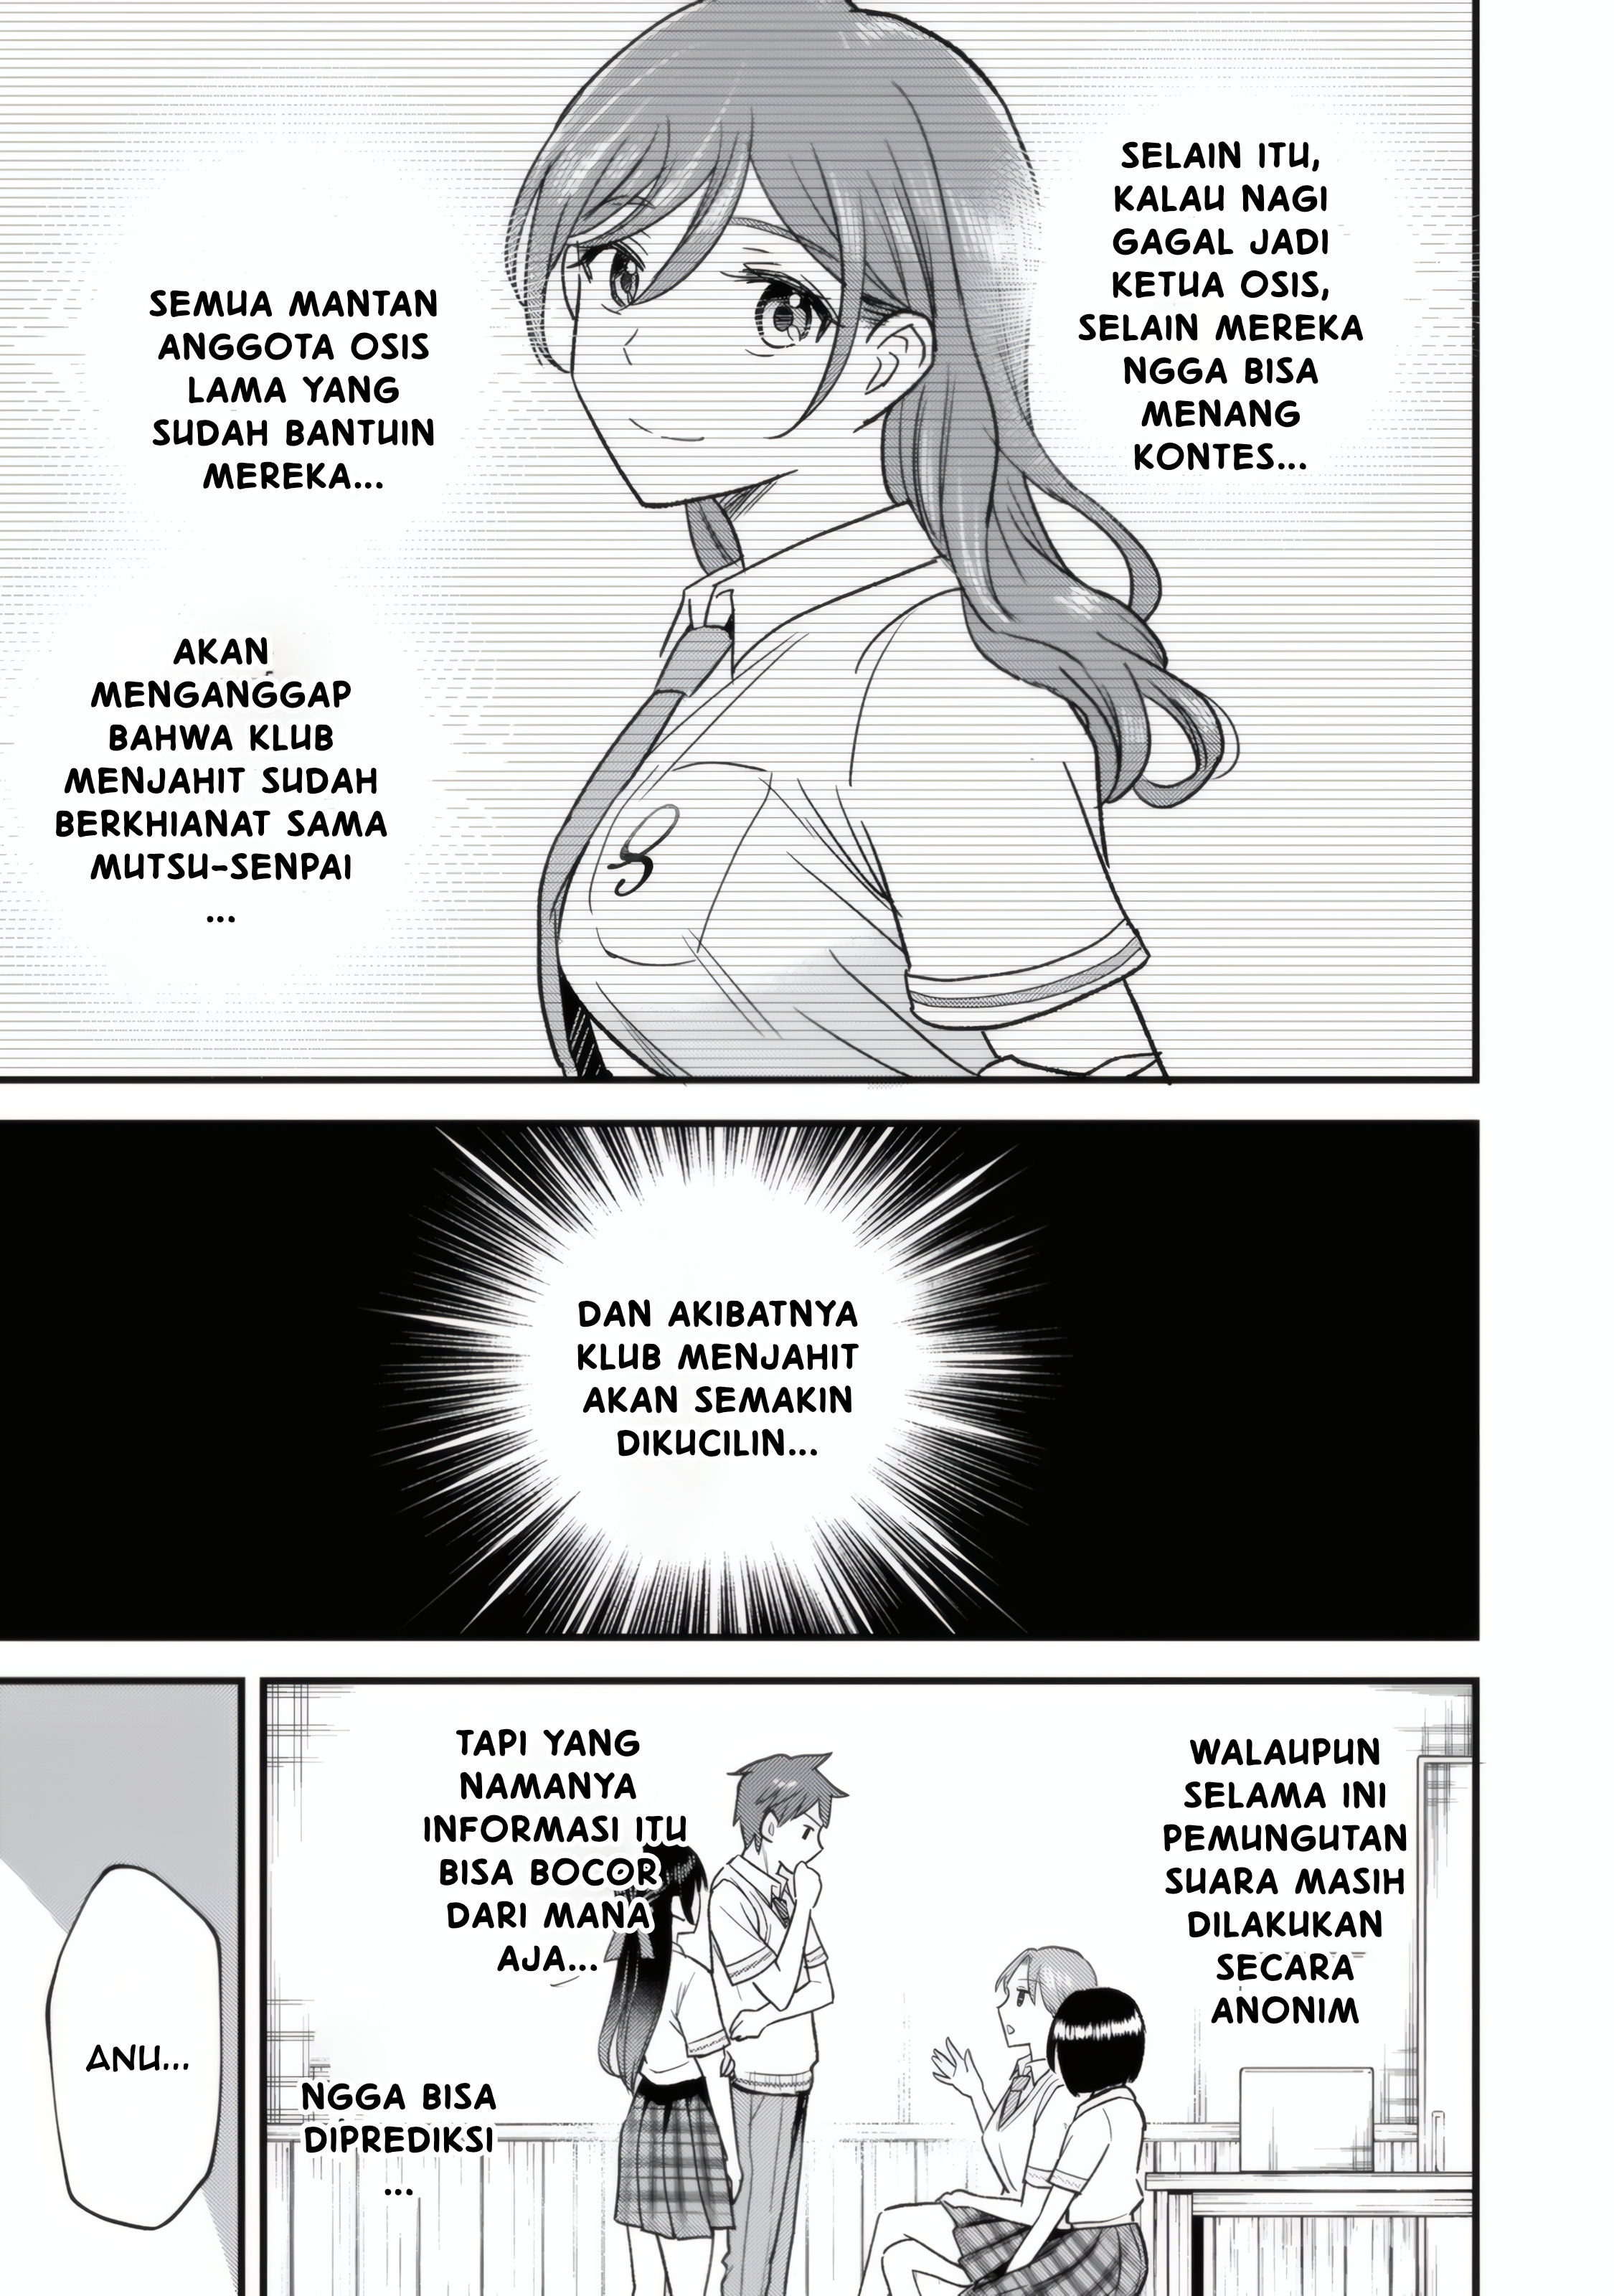 SELAIN ITU,
KALAU NAGI
GAGAL JADI
KETUA OSIS,
SELAIN MEREKA
NGGA BISA
MENANG
KONTES...
SEMUA MANTAN
ANGGOTA OSIS
LAMA YANG
SUDAH BANTUIN
MEREKA...
AKAN
MENGANGGAP
BAHWA KLUB
MENJAHIT SUDAH
BERKHIANAT SAMA
MUTSU-SENPAI
...
S
DAN AKIBATNYA
KLUB MENJAHIT
AKAN SEMAKIN
DIKUCILIN...
WALAUPUN
SELAMA INI
PEMUNGUTAN
SUARA MASIH
DILAKUKAN
SECARA
ANONIM
TAPI YANG
NAMANYA
INFORMASI ITU
BISA BOCOR
DARI MANA
AJA...
NGGA BISA
DIPREDIKSI
...
ANU...